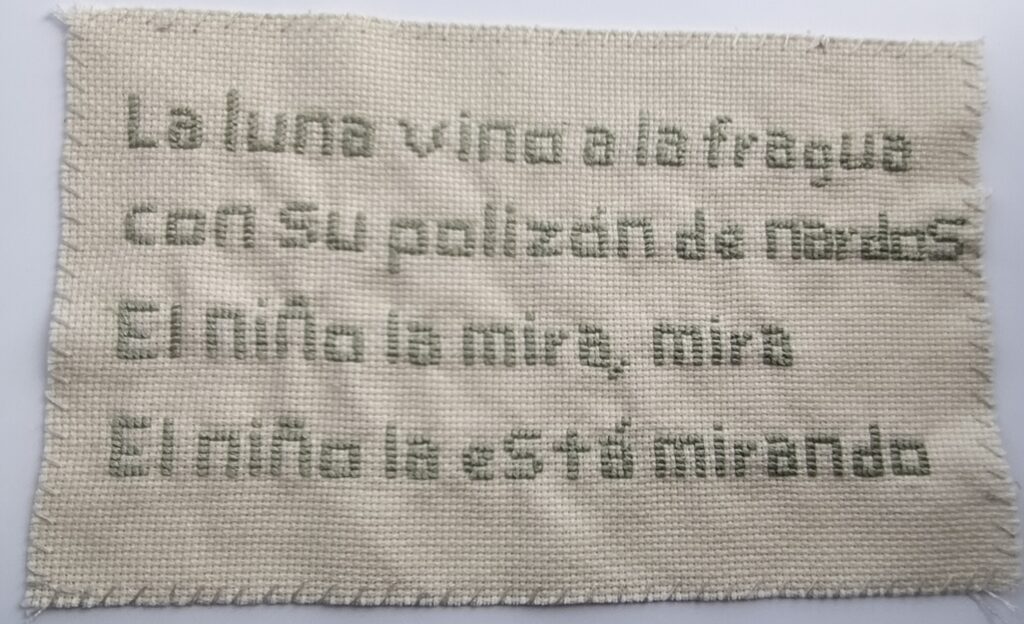 La luna vino a la fragua
con su polizón de nardos
El niño la mira, mira
El niño la está mirando